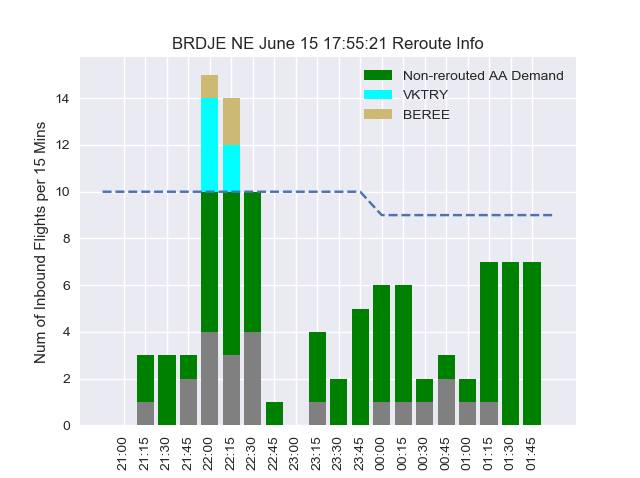 BRDJE NE June 15 17:55:21 Reroute Info
Non-rerouted AA Demand
VKTRY
BEREE
Num of Inbound Flights per 15 Mins
14
12
10
8
6
4
2
0
21:00 21:15 21:30 21:45 22:00 22:15 22:30 22:45 23:00 23:15 23:30 23:45 00:00 00:15 00:30 00:45 01:00 01:15 01:30 01:45